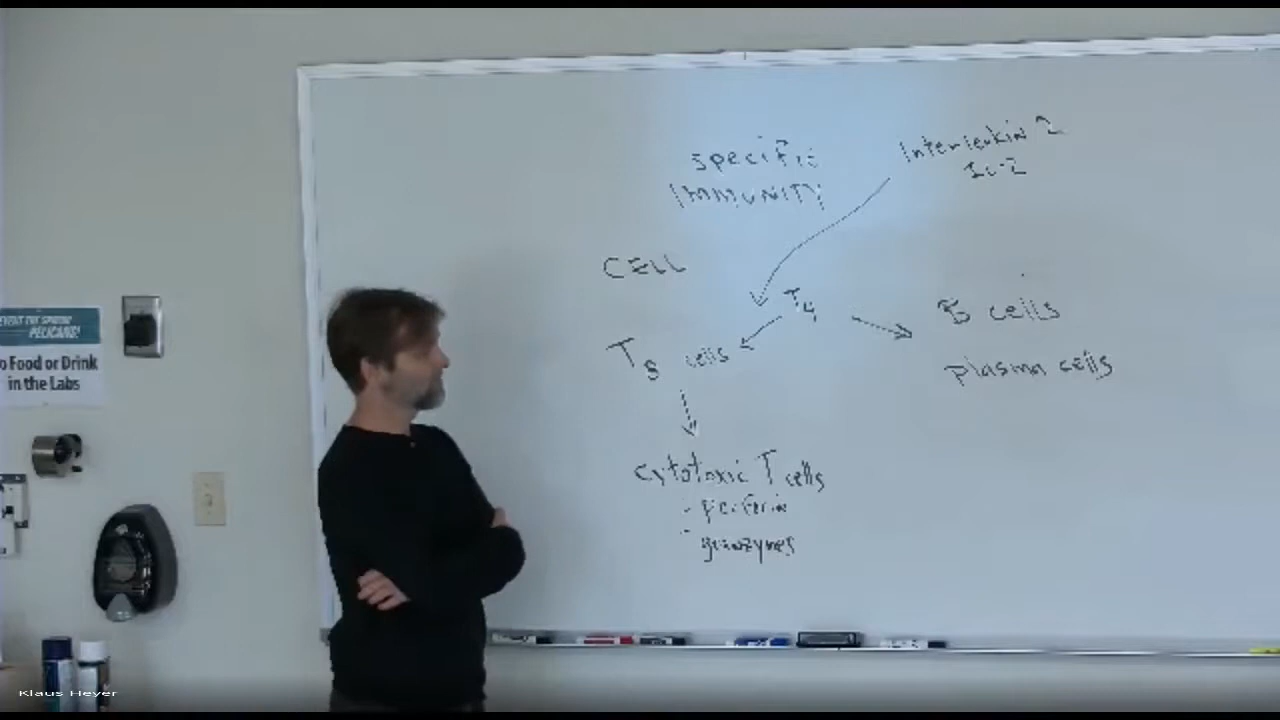 specific
IMMUNITY
Interleukin 2
IL-2
CELL
T4
B cells
T8 cells
plasma cells
cytotoxic T cells
- perforin
- granzymes
PELICANS!
Food or Drink
in the Labs
Klaus Heyer